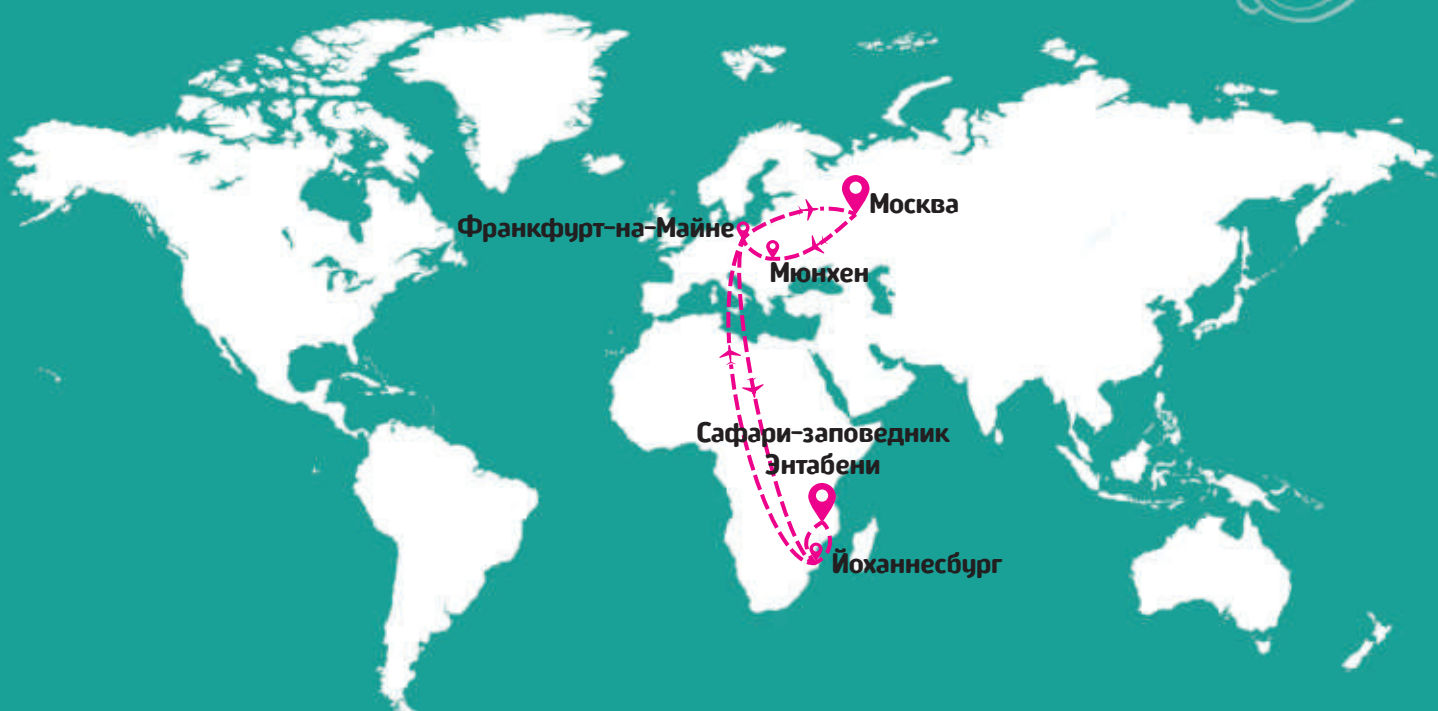 Москва
Франкфурт-на-Майне
Мюнхен
Сафари-заповедник
Энтабени
Йоханнесбург